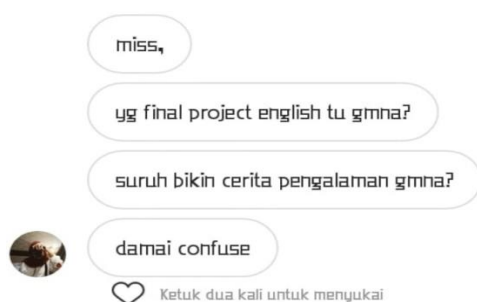 miss,
yg final project english tu gmna?
suruh bikin cerita pengalaman gmna?
damai confuse
Ketuk dua kali untuk menyukai